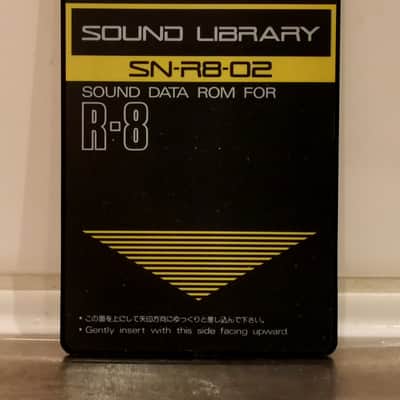 SOUND LIBRARY
SN-R8-02
SOUND DATA ROM FOR
R-8
・この面を上にして矢印方向にゆっくりと差し込んで下さい。
・Gently insert with this side facing upward.